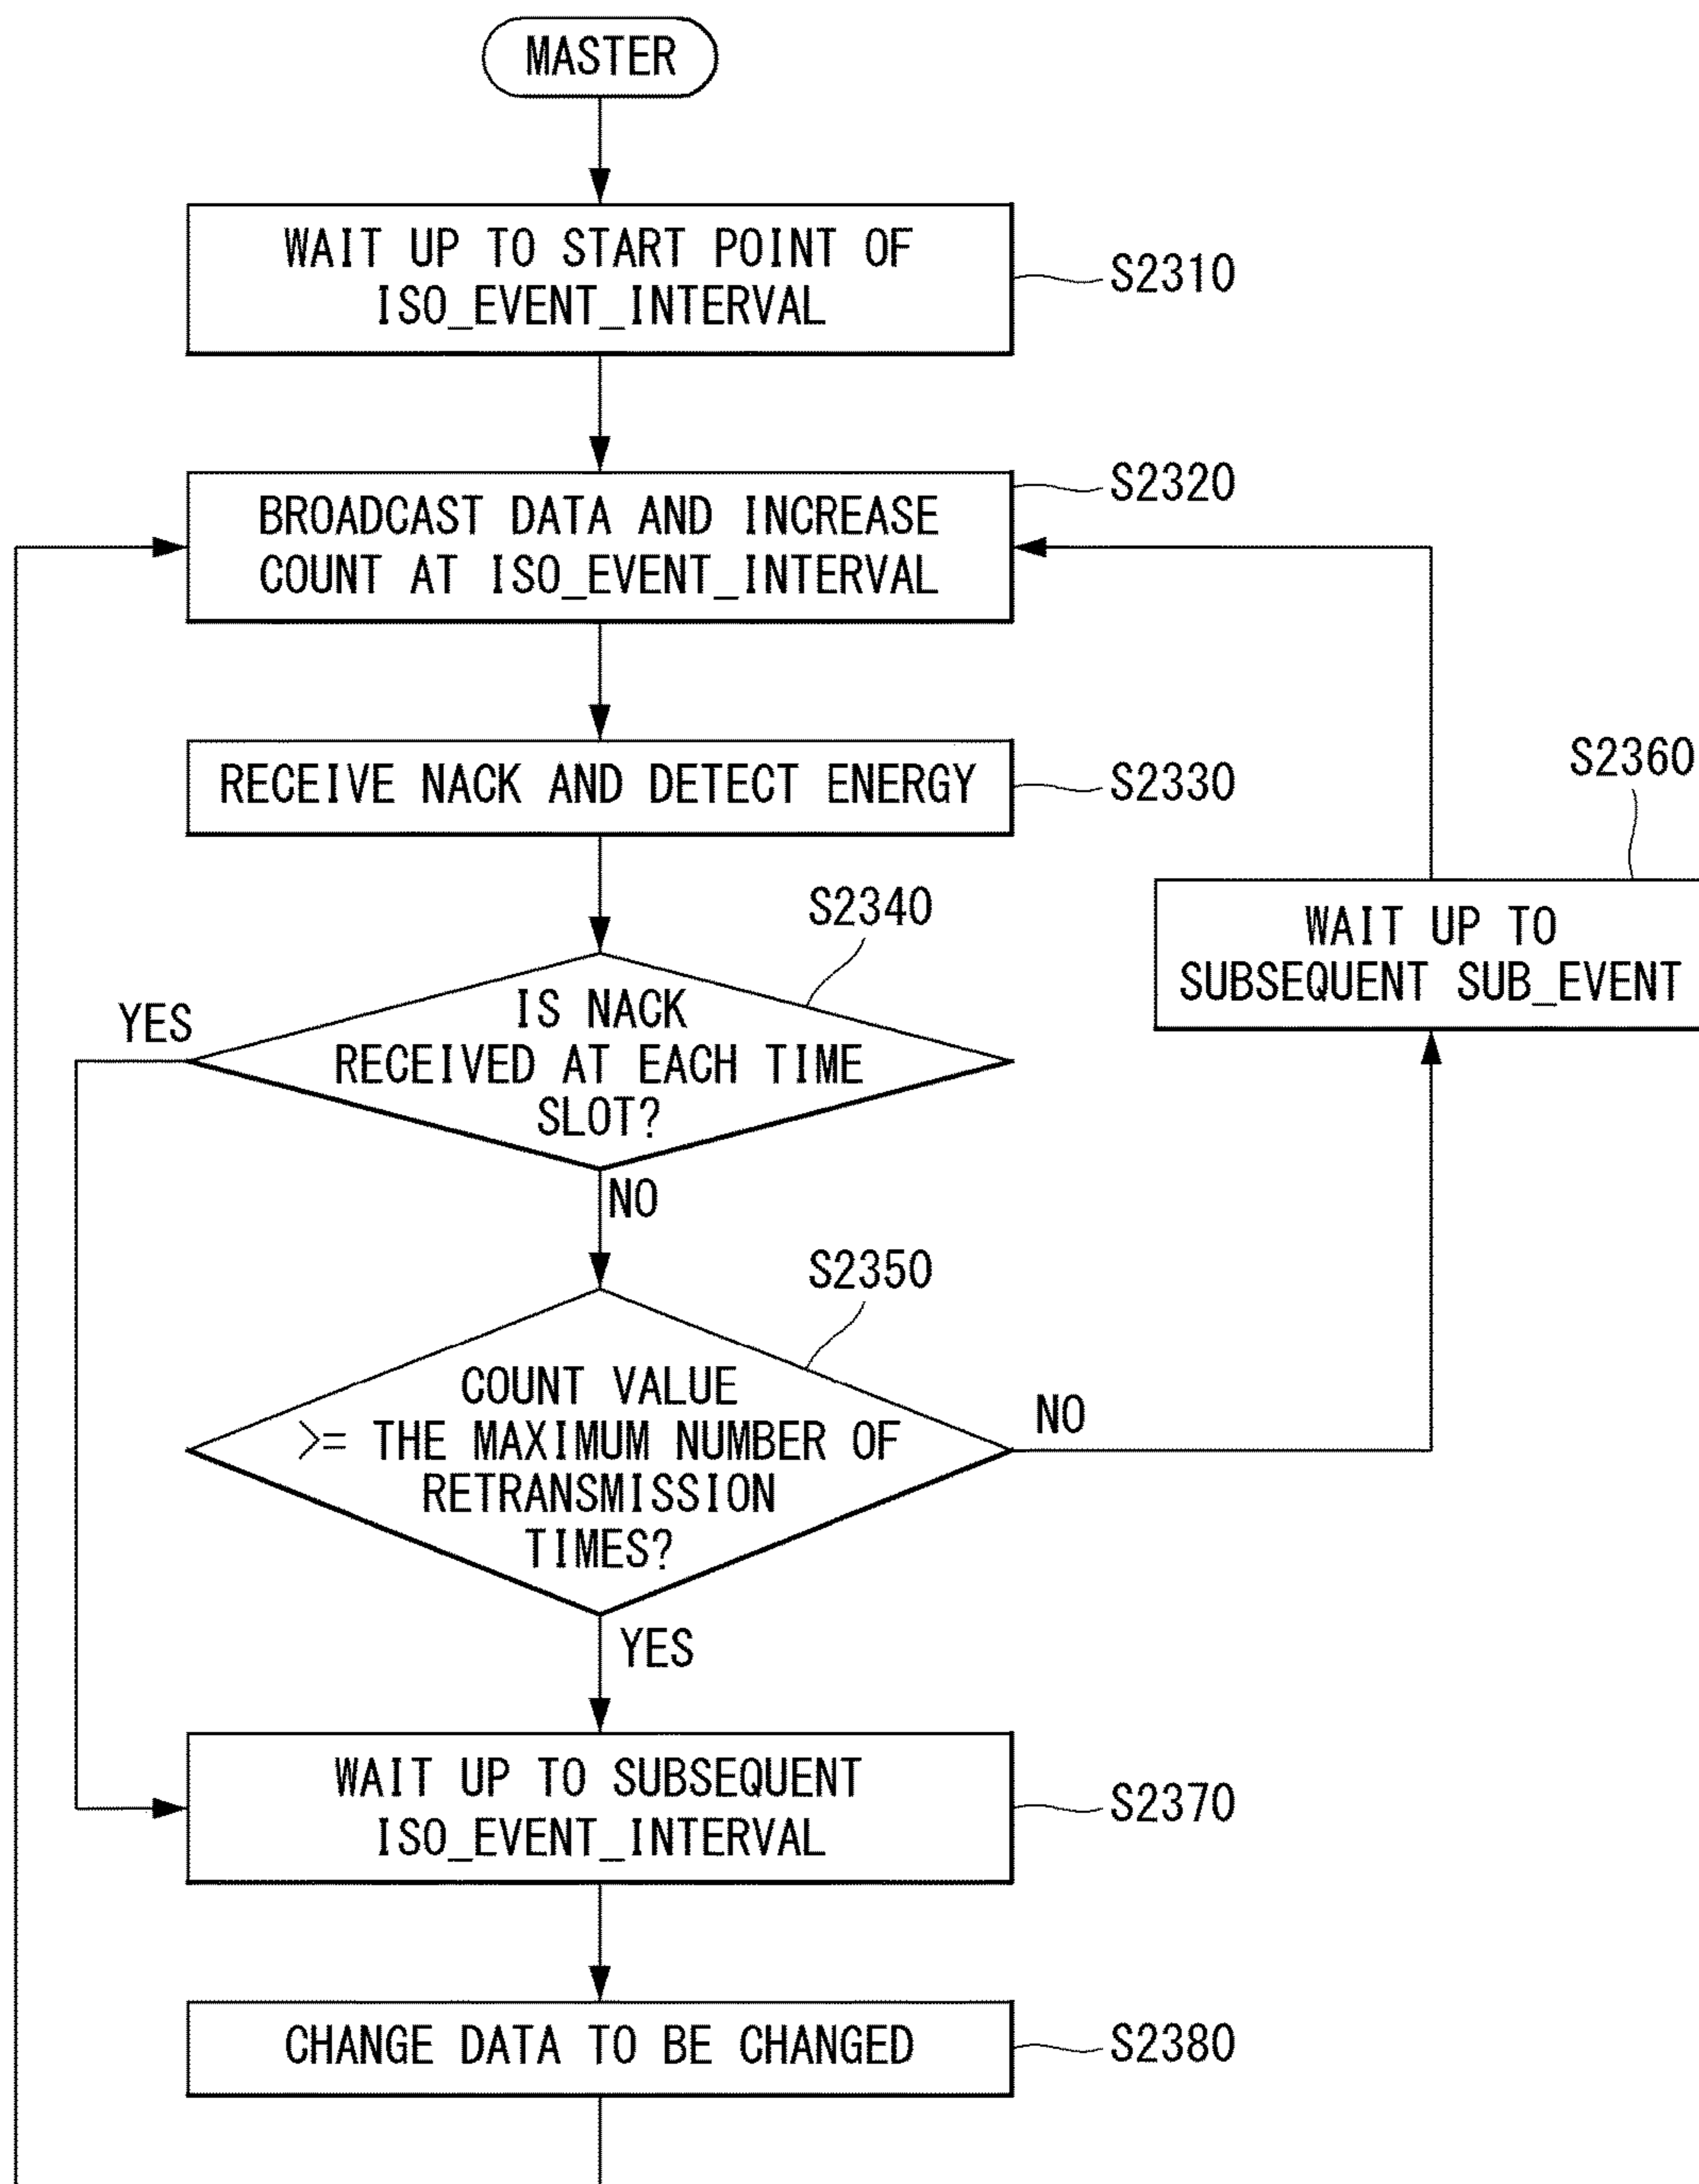 MASTER
WAIT UP TO START POINT OF
ISO_EVENT_INTERVAL
S2310
BROADCAST DATA AND INCREASE
COUNT AT ISO_EVENT_INTERVAL
S2320
RECEIVE NACK AND DETECT ENERGY
S2330
S2340
IS NACK
RECEIVED AT EACH TIME
SLOT?
YES
NO
S2350
COUNT VALUE
>= THE MAXIMUM NUMBER OF
RETRANSMISSION
TIMES?
NO
YES
S2360
WAIT UP TO
SUBSEQUENT SUB_EVENT
WAIT UP TO SUBSEQUENT
ISO_EVENT_INTERVAL
S2370
CHANGE DATA TO BE CHANGED
S2380